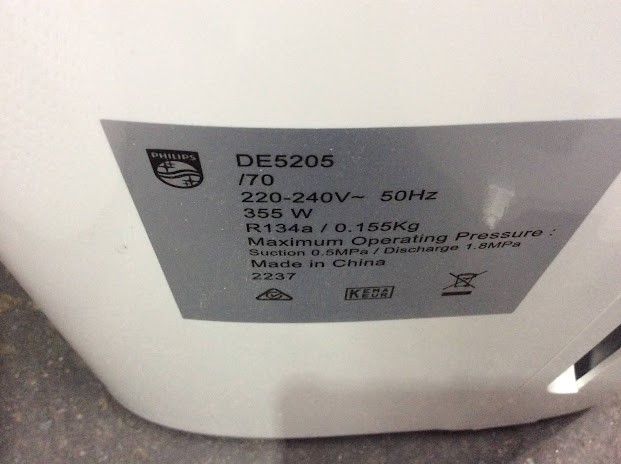 PHILIPS
DE5205
/70
220-240V~ 50Hz
355 W
R134a / 0.155Kg
Maximum Operating Pressure :
Suction 0.5MPa / Discharge 1.8MPa
Made in China
2237
KEMA
KEUR